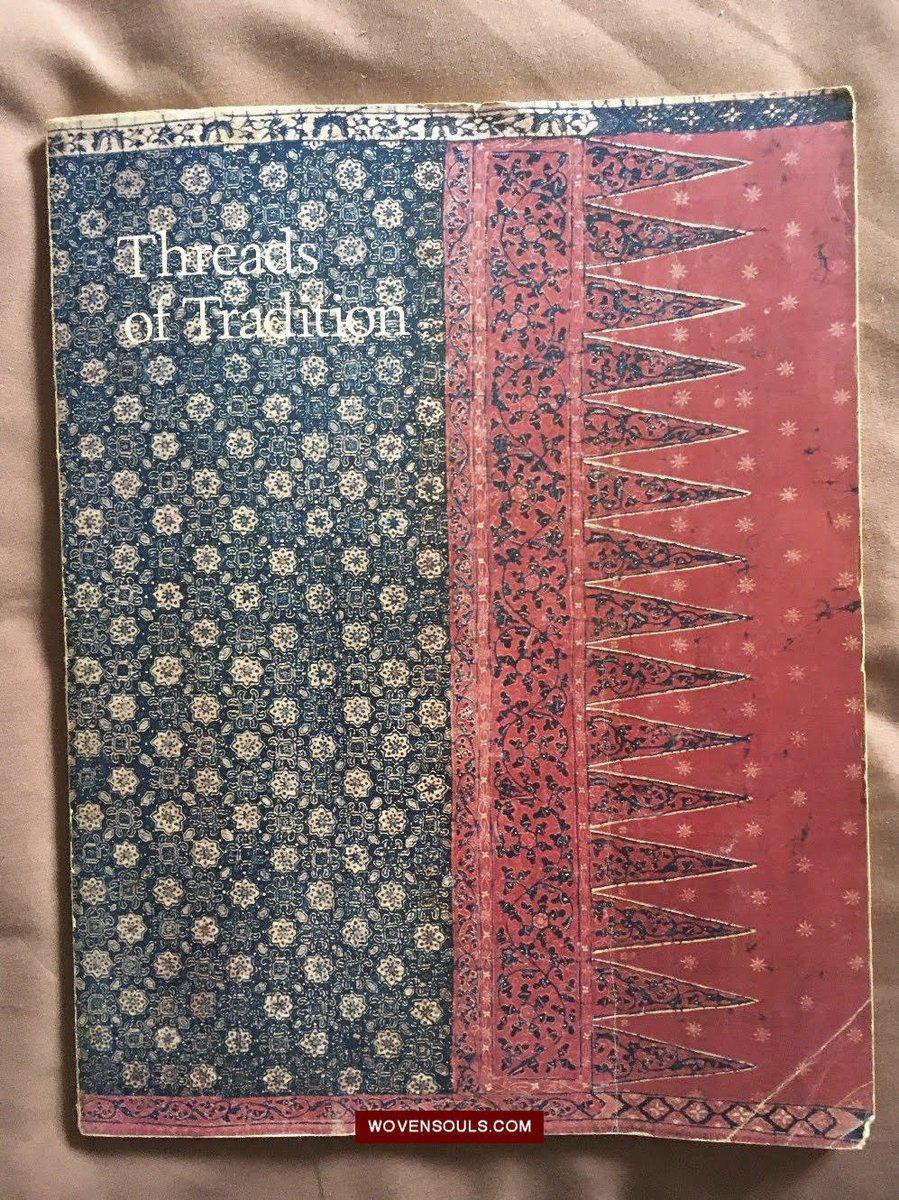 Threads
of Tradition
WOVENSOULS.COM